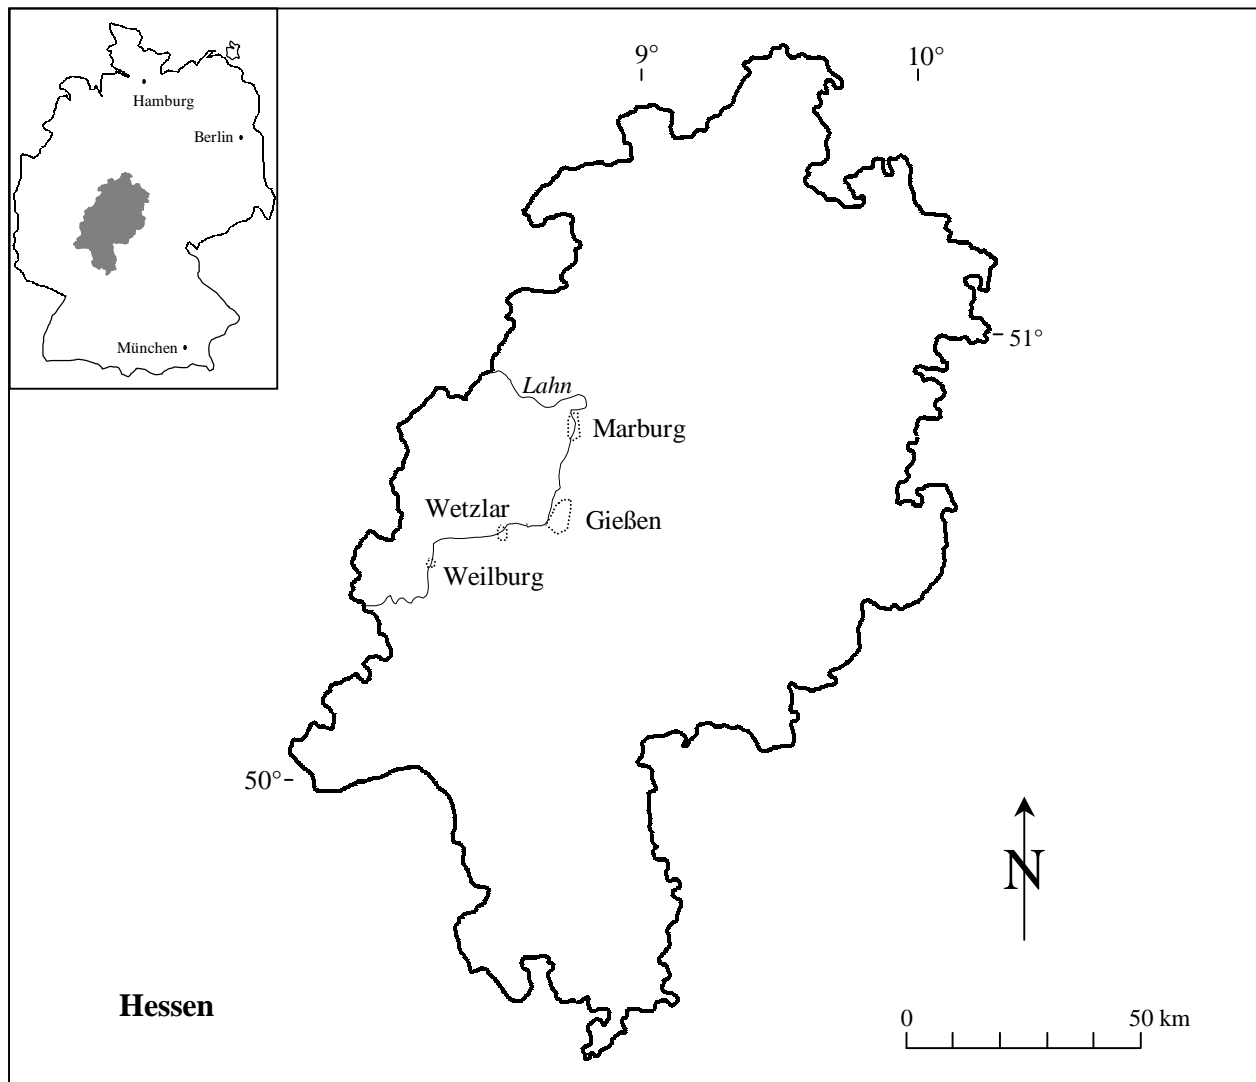 9°
10°
Hamburg
Berlin
München
51°
Lahn
Marburg
Wetzlar
Gießen
Weilburg
50°
N
Hessen
0
50 km